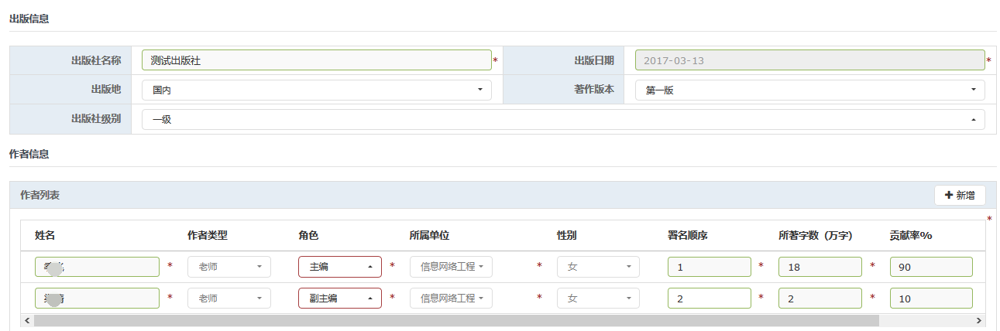 出版信息
出版社名称 测试出版社 * 出版日期 2017-03-13 *
出版地 国内 著作版本 第一版
出版社级别 一级
作者信息
作者列表 新增
*
姓名 作者类型 角色 所属单位 性别 署名顺序 所著字数（万字） 贡献率%
* 老师 主编 * 信息网络工程 * 女 1 * 18 * 90
* 老师 副主编 * 信息网络工程 * 女 2 * 2 * 10